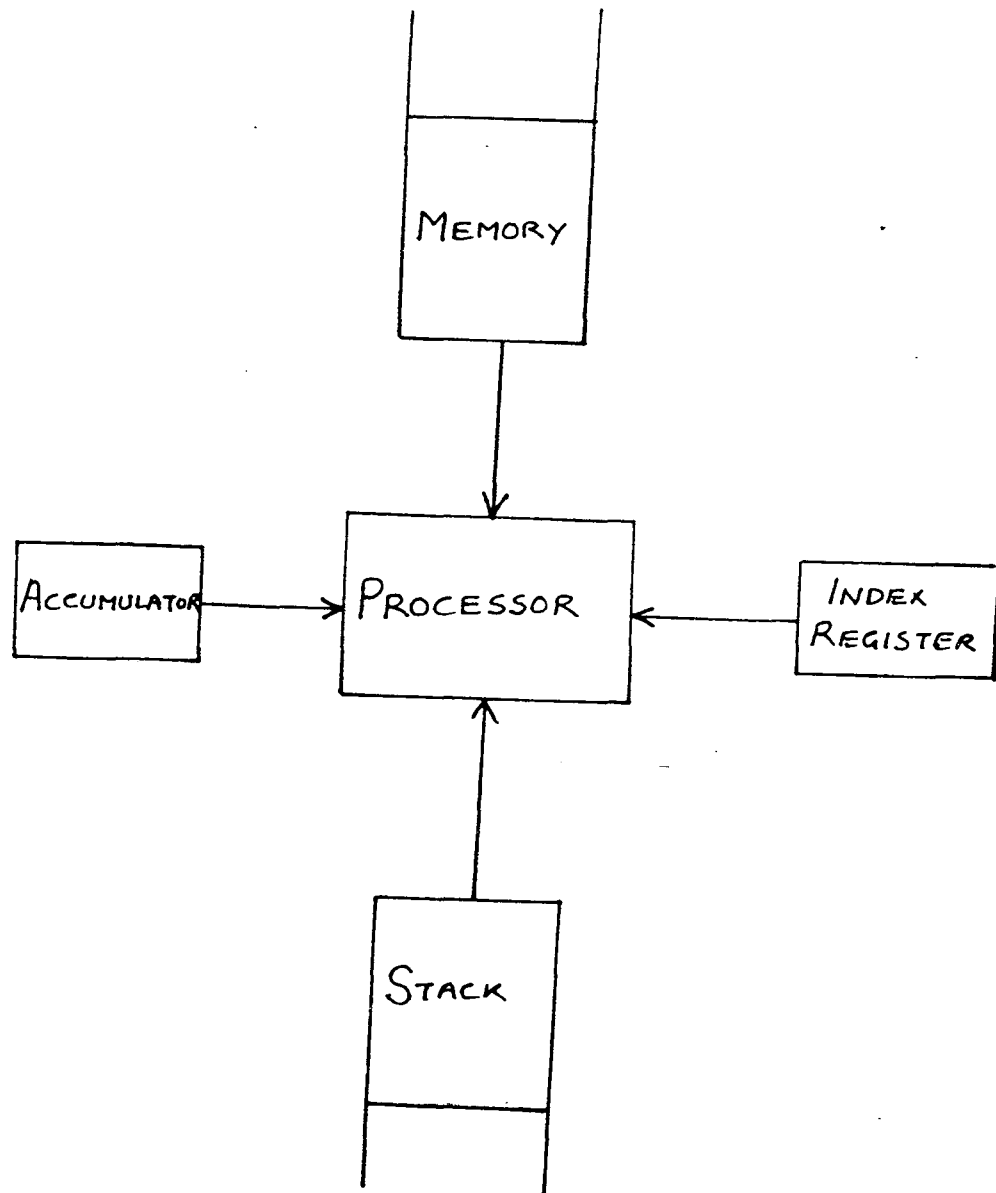 MEMORY
ACCUMULATOR
PROCESSOR
INDEX
REGISTER
STACK